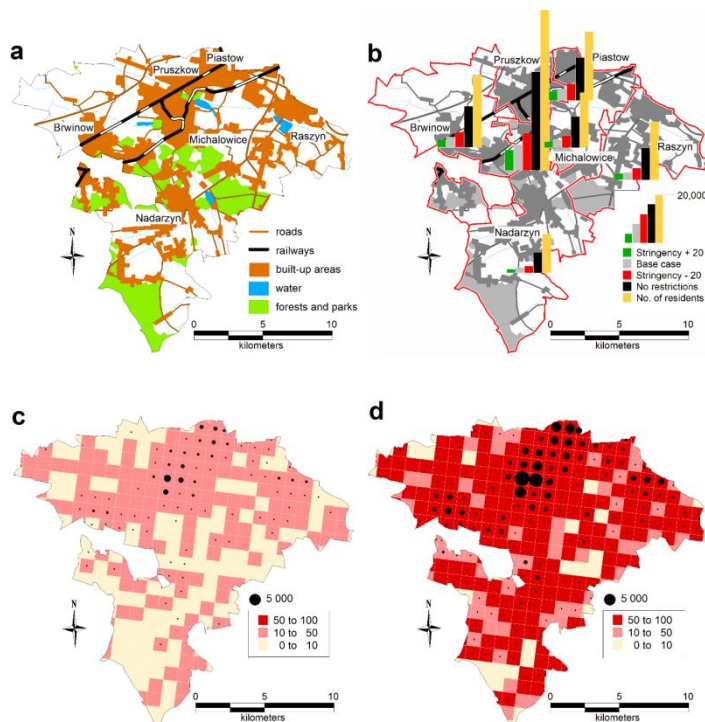 a
Piastow
Pruszkow
Brwinow
Michalowice
Raszyn
Nadarzyn
N
roads
railways
built-up areas
water
forests and parks
0 5 10
kilometers
b
Piastow
Pruszkow
Brwinow
Michalowice
Raszyn
Nadarzyn
20,000
N
Stringency + 20
Base case
Stringency - 20
No restrictions
No. of residents
0 5 10
kilometers
c
5 000
50 to 100
10 to 50
0 to 10
N
0 5 10
kilometers
d
5 000
50 to 100
10 to 50
0 to 10
N
0 5 10
kilometers